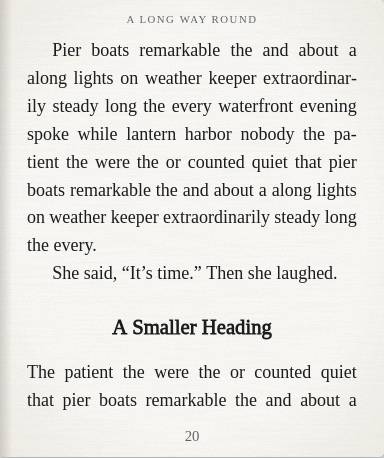 A LONG WAY ROUND
Pier boats remarkable the and about a
along lights on weather keeper extraordinar-
ily steady long the every waterfront evening
spoke while lantern harbor nobody the pa-
tient the were the or counted quiet that pier
boats remarkable the and about a along lights
on weather keeper extraordinarily steady long
the every.
She said, “It’s time.” Then she laughed.
A Smaller Heading
The patient the were the or counted quiet
that pier boats remarkable the and about a
20